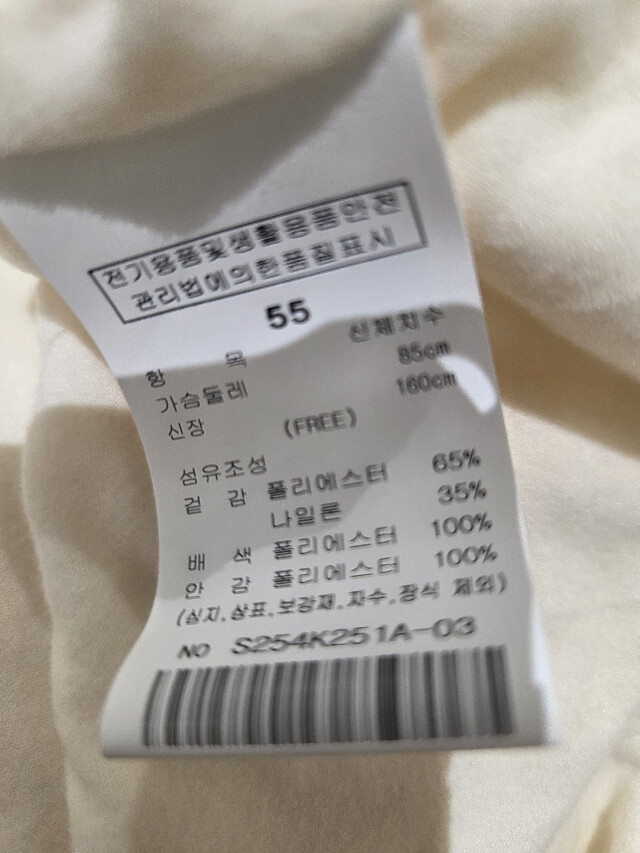 전기용품및생활용품안전
관리법에의한품질표시
55
항 목 신체치수
가슴둘레 85cm
신장 160cm
(FREE)
섬유조성
겉 감 폴리에스터 65%
나일론 35%
배 색 폴리에스터 100%
안 감 폴리에스터 100%
(심지,상표,보강재,자수,장식 제외)
NO S254K251A-03